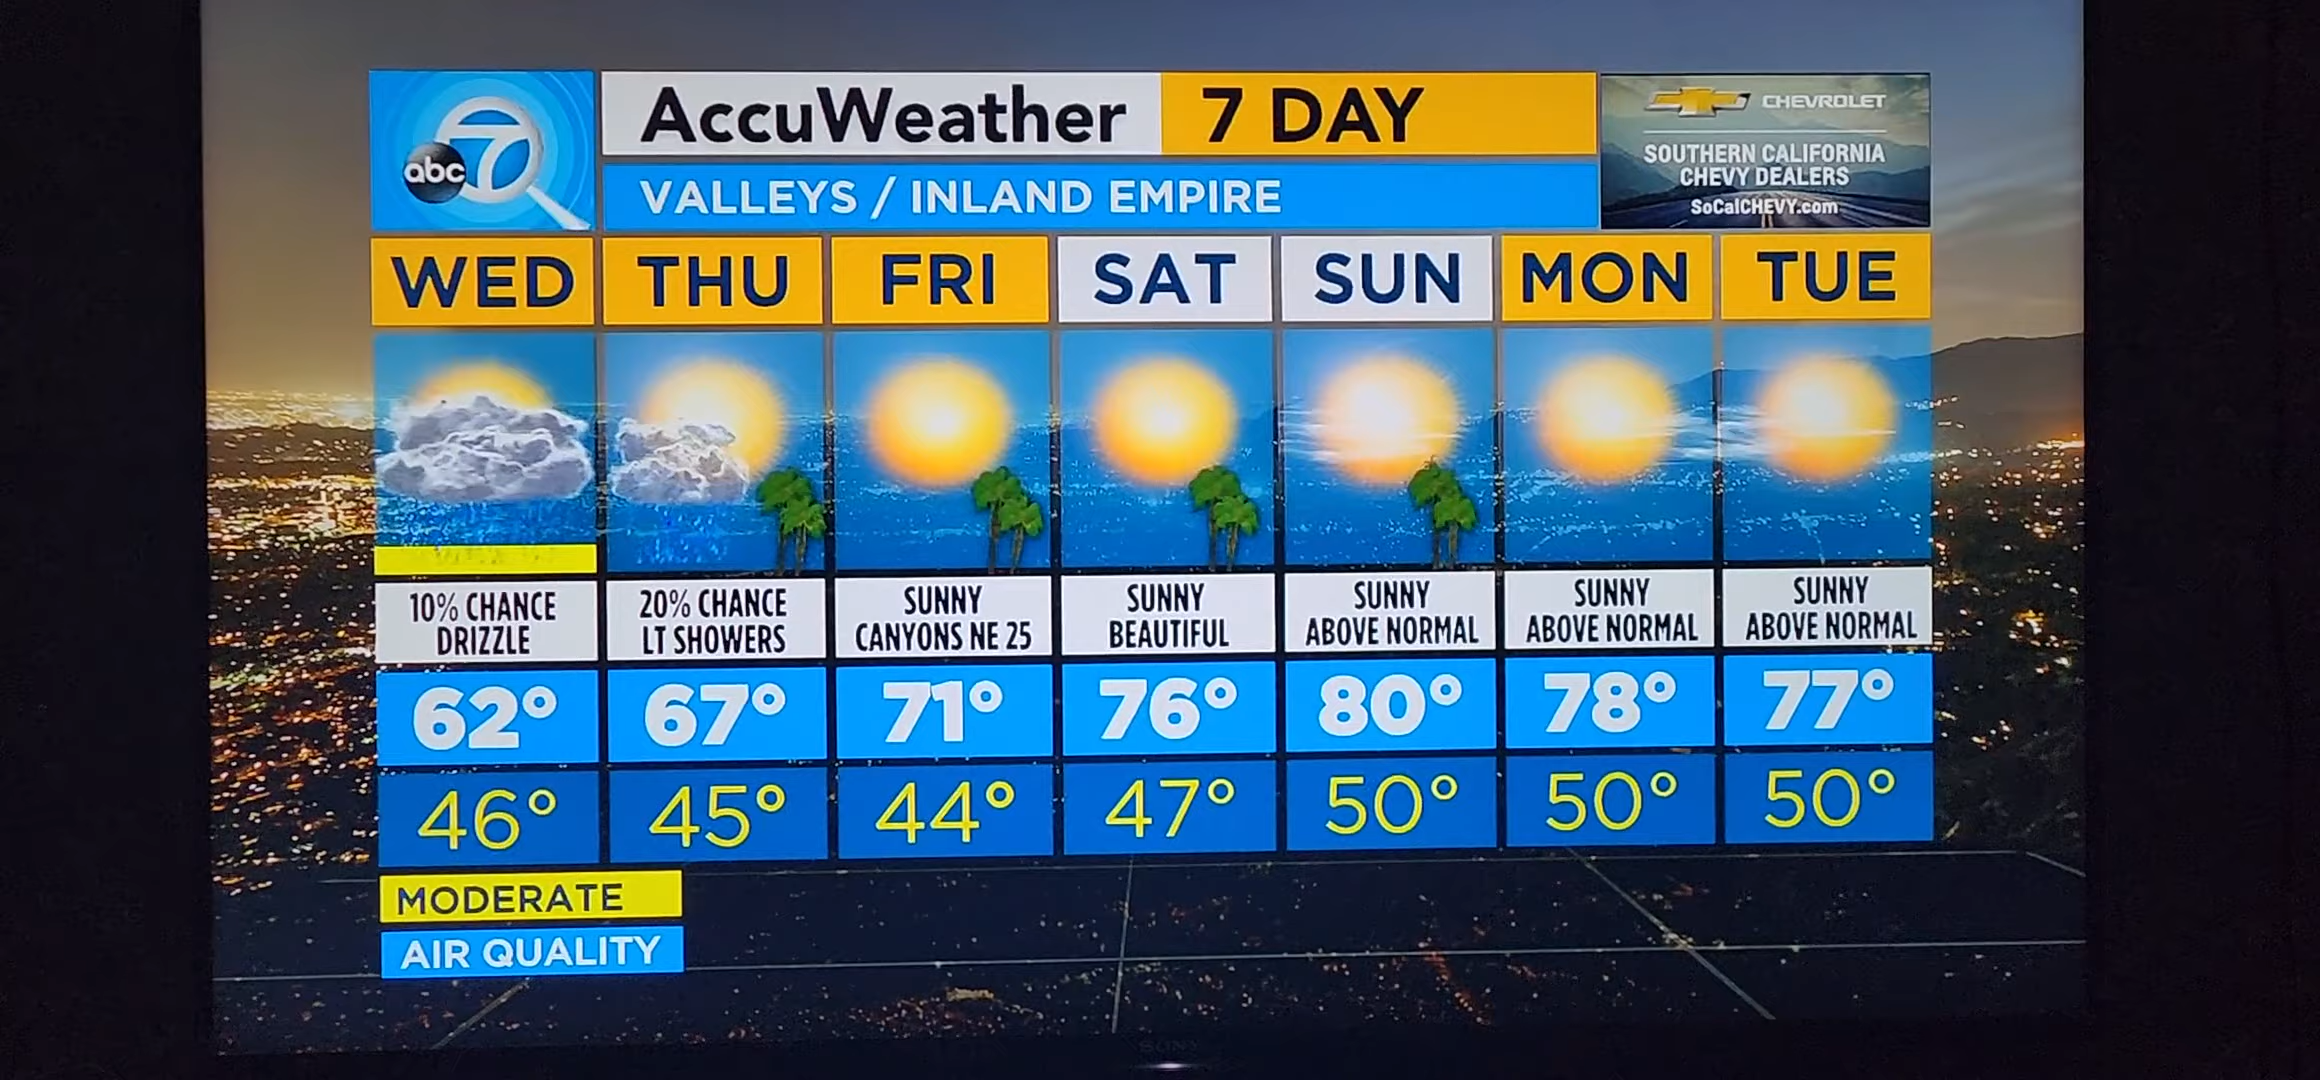 abc 7
AccuWeather 7 DAY
VALLEYS / INLAND EMPIRE
CHEVROLET
SOUTHERN CALIFORNIA
CHEVY DEALERS
SoCalCHEVY.com
WED THU FRI SAT SUN MON TUE
10% CHANCE
DRIZZLE
20% CHANCE
LT SHOWERS
SUNNY
CANYONS NE 25
SUNNY
BEAUTIFUL
SUNNY
ABOVE NORMAL
SUNNY
ABOVE NORMAL
SUNNY
ABOVE NORMAL
62° 67° 71° 76° 80° 78° 77°
46° 45° 44° 47° 50° 50° 50°
MODERATE
AIR QUALITY
SONY